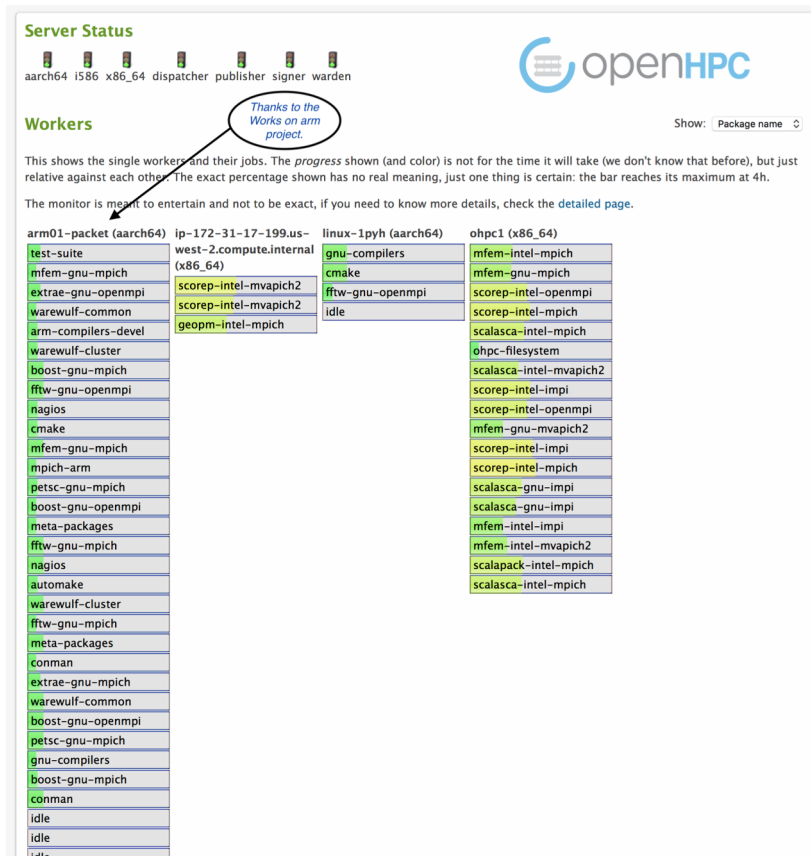 Server Status
aarch64 i586 x86_64 dispatcher publisher signer warden
openHPC
Thanks to the
Works on arm
project.
Workers
Show: Package name
This shows the single workers and their jobs. The progress shown (and color) is not for the time it will take (we don't know that before), but just
relative against each other. The exact percentage shown has no real meaning, just one thing is certain: the bar reaches its maximum at 4h.
The monitor is meant to entertain and not to be exact, if you need to know more details, check the detailed page.
arm01-packet (aarch64)
test-suite
mfem-gnu-mpich
extrae-gnu-openmpi
warewulf-common
arm-compilers-devel
warewulf-cluster
boost-gnu-mpich
fftw-gnu-openmpi
nagios
cmake
mfem-gnu-mpich
mpich-arm
petsc-gnu-mpich
boost-gnu-openmpi
meta-packages
fftw-gnu-mpich
nagios
automake
warewulf-cluster
fftw-gnu-mpich
meta-packages
conman
extrae-gnu-mpich
warewulf-common
boost-gnu-openmpi
petsc-gnu-mpich
gnu-compilers
boost-gnu-mpich
conman
idle
idle
idle
ip-172-31-17-199.us-
west-2.compute.internal
(x86_64)
scorep-intel-mvapich2
scorep-intel-mvapich2
geopm-intel-mpich
linux-1pyh (aarch64)
gnu-compilers
cmake
fftw-gnu-openmpi
idle
ohpc1 (x86_64)
mfem-intel-mpich
mfem-gnu-mpich
scorep-intel-openmpi
scorep-intel-mpich
scalasca-intel-mpich
ohpc-filesystem
scalasca-intel-mvapich2
scorep-intel-impi
scorep-intel-openmpi
mfem-gnu-mvapich2
scorep-intel-impi
scorep-intel-mpich
scalasca-gnu-impi
scalasca-gnu-impi
mfem-intel-impi
mfem-intel-mvapich2
scalapack-intel-mpich
scalasca-intel-mpich